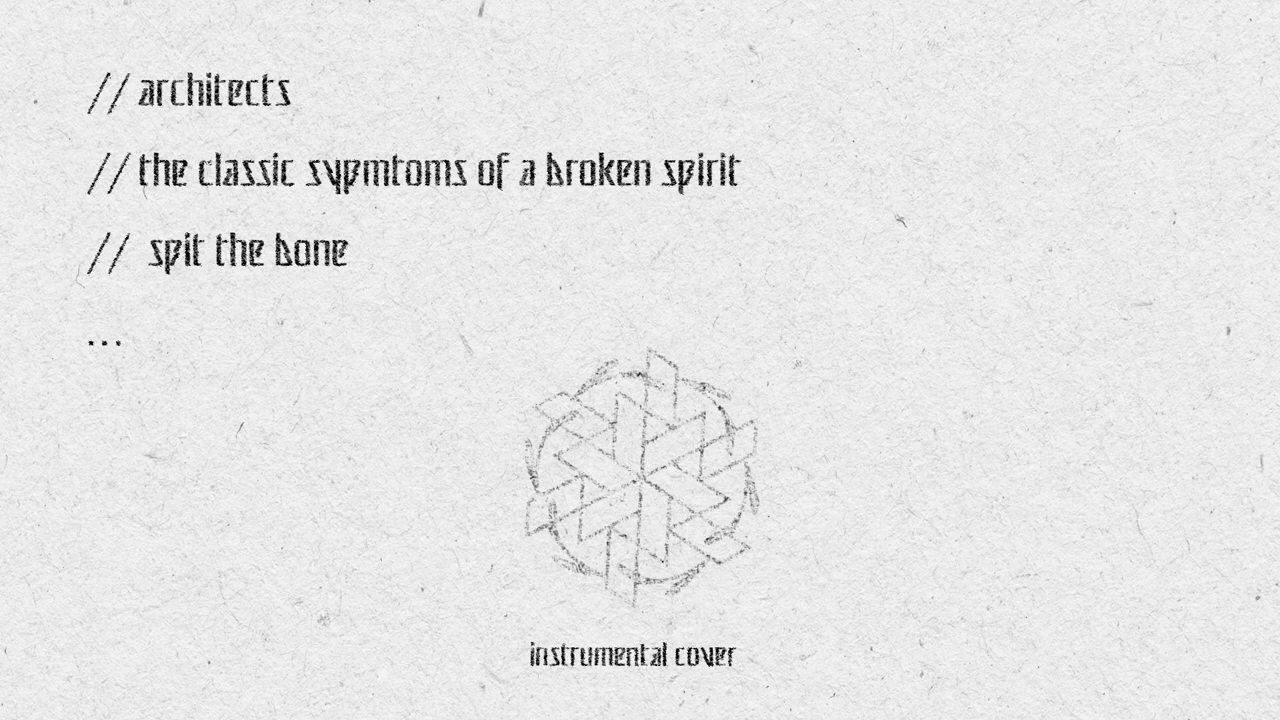 // architects
// the classic sypmtoms of a broken spirit
// spit the bone
...
instrumental cover